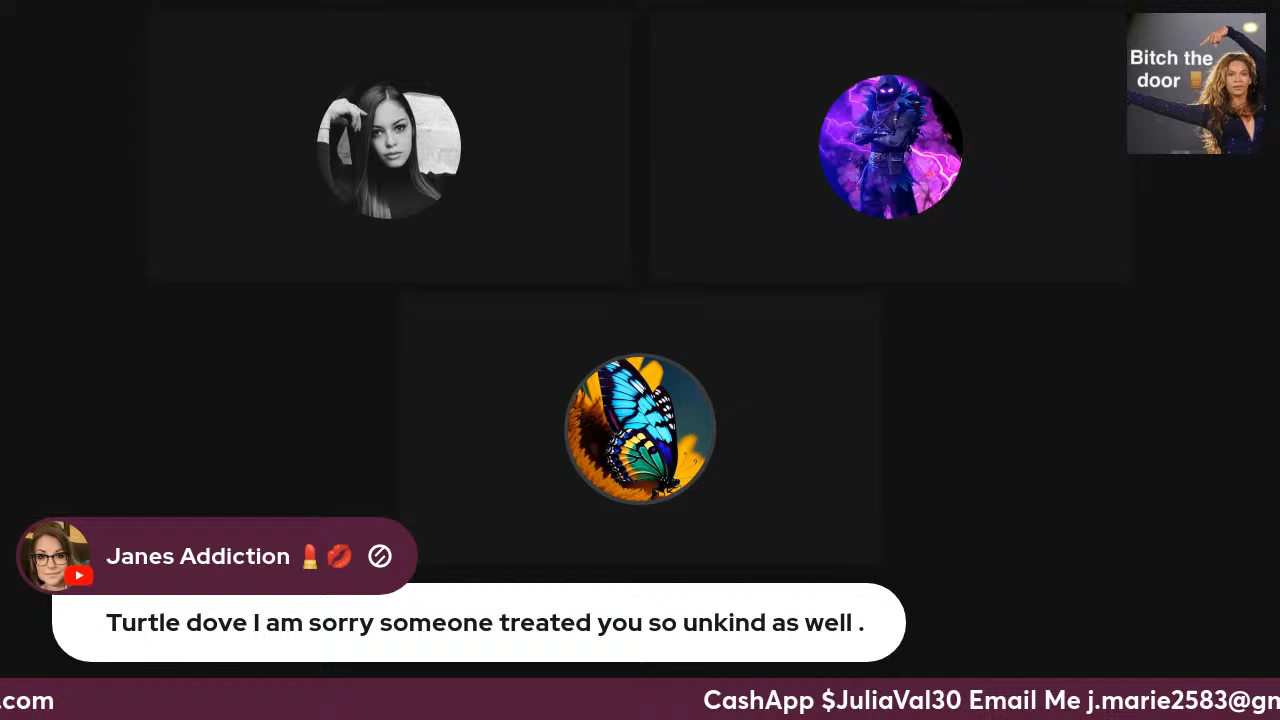 Bitch the
door
Janes Addiction
Turtle dove I am sorry someone treated you so unkind as well .
.com
CashApp $JuliaVal30 Email Me j.marie2583@gm